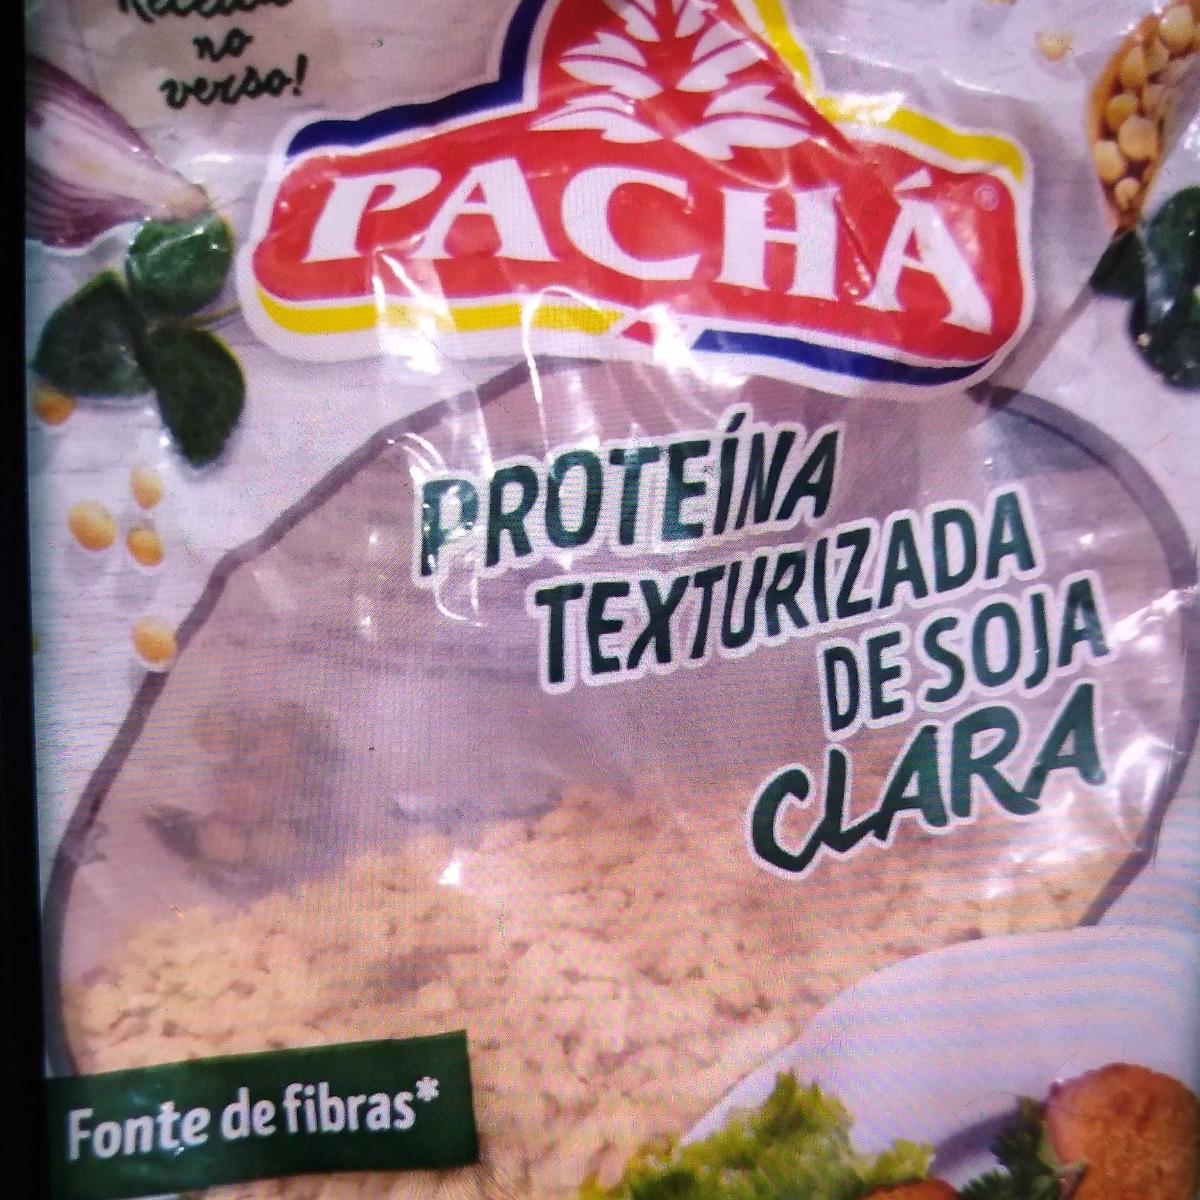 no
verso!
PACHÁ®
PROTEÍNA
TEXTURIZADA
DE SOJA
CLARA
Fonte de fibras*